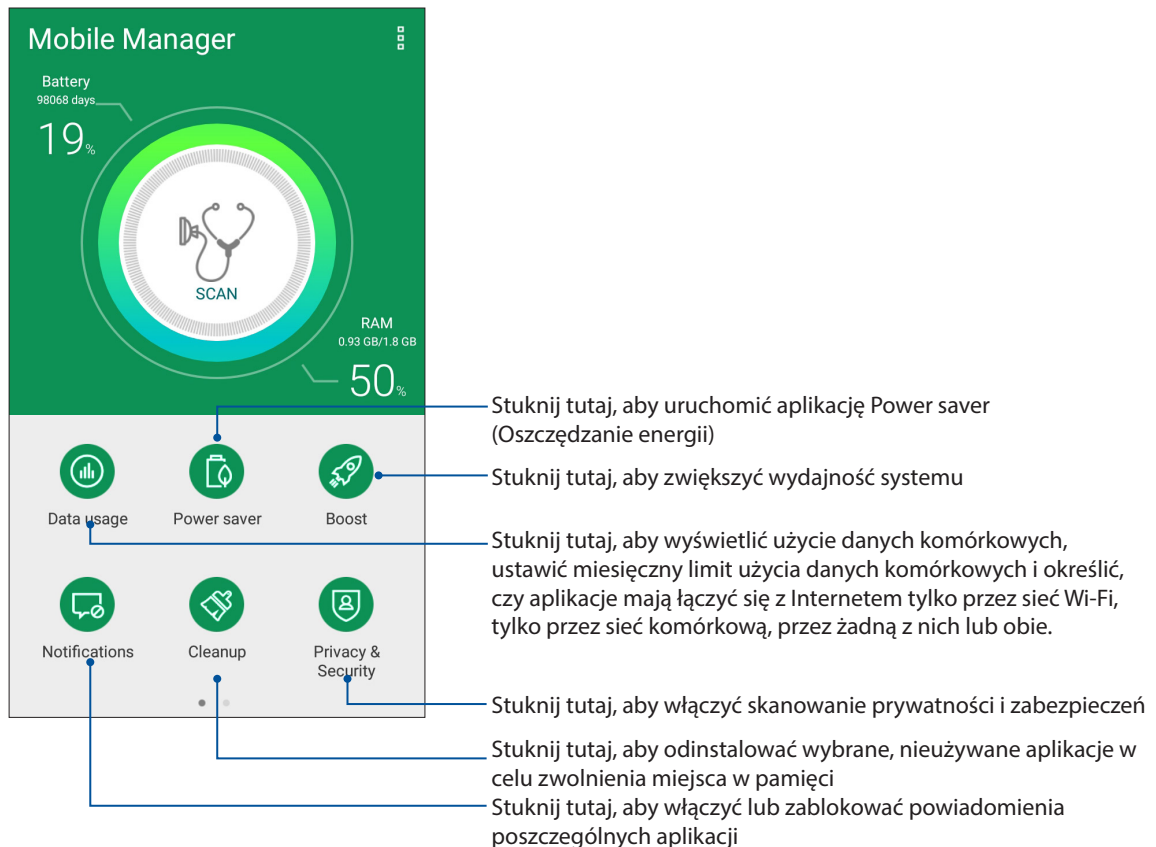 Mobile Manager
Battery
98068 days
19%
SCAN
RAM
0.93 GB/1.8 GB
50%
Data usage
Power saver
Boost
Notifications
Cleanup
Privacy &
Security
Stuknij tutaj, aby uruchomić aplikację Power saver
(Oszczędzanie energii)
Stuknij tutaj, aby zwiększyć wydajność systemu
Stuknij tutaj, aby wyświetlić użycie danych komórkowych,
ustawić miesięczny limit użycia danych komórkowych i określić,
czy aplikacje mają łączyć się z Internetem tylko przez sieć Wi-Fi,
tylko przez sieć komórkową, przez żadną z nich lub obie.
Stuknij tutaj, aby włączyć skanowanie prywatności i zabezpieczeń
Stuknij tutaj, aby odinstalować wybrane, nieużywane aplikacje w
celu zwolnienia miejsca w pamięci
Stuknij tutaj, aby włączyć lub zablokować powiadomienia
poszczególnych aplikacji